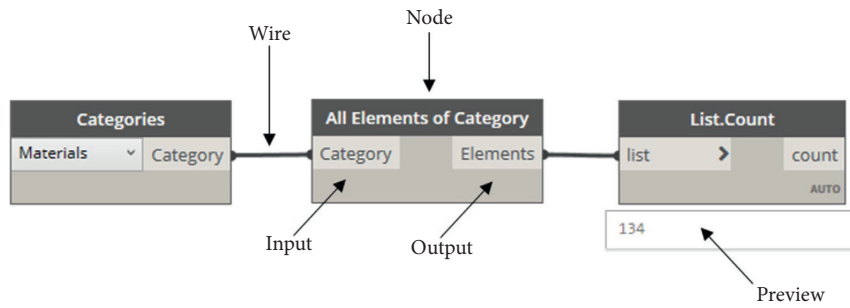 Node
Wire
Categories
Materials
Category
All Elements of Category
Category
Elements
List.Count
list
count
AUTO
134
Input
Output
Preview